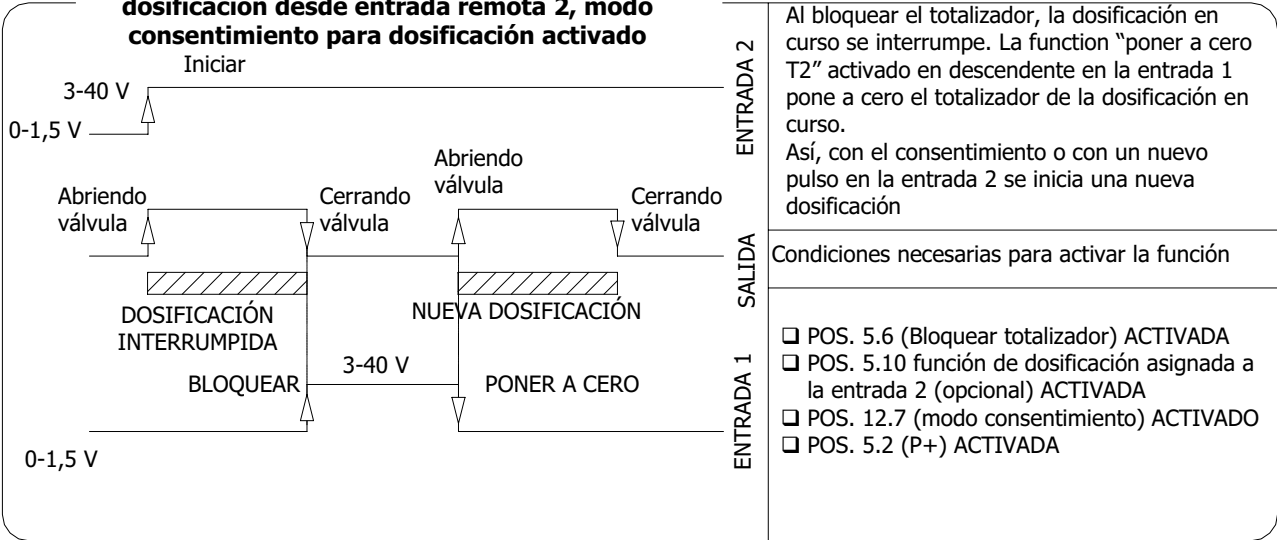 dosificación desde entrada remota 2, modo
consentimiento para dosificación activado
Iniciar
3-40 V
0-1,5 V
ENTRADA 2
Abriendo
válvula
Cerrando
válvula
Abriendo
válvula
Cerrando
válvula
SALIDA
DOSIFICACIÓN
INTERRUMPIDA
NUEVA DOSIFICACIÓN
BLOQUEAR
3-40 V
PONER A CERO
0-1,5 V
ENTRADA 1
Al bloquear el totalizador, la dosificación en
curso se interrumpe. La function “poner a cero
T2” activado en descendente en la entrada 1
pone a cero el totalizador de la dosificación en
curso.
Así, con el consentimiento o con un nuevo
pulso en la entrada 2 se inicia una nueva
dosificación
Condiciones necesarias para activar la función
❑ POS. 5.6 (Bloquear totalizador) ACTIVADA
❑ POS. 5.10 función de dosificación asignada a
la entrada 2 (opcional) ACTIVADA
❑ POS. 12.7 (modo consentimiento) ACTIVADO
❑ POS. 5.2 (P+) ACTIVADA